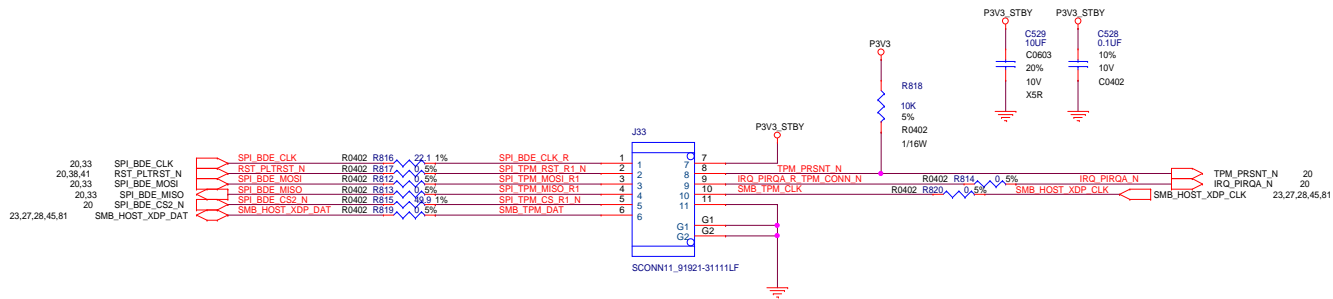 P3V3_STBY P3V3_STBY
P3V3
C529
10UF
C0603
20%
10V
X5R
C528
0.1UF
10%
10V
C0402
R818
10K
5%
R0402
1/16W
J33
P3V3_STBY
20,33 SPI_BDE_CLK SPI_BDE_CLK R0402 R816 22.1 1% SPI_BDE_CLK_R 1 1 7 7
20,38,41 RST_PLTRST_N RST_PLTRST_N R0402 R817 0 5% SPI_TPM_RST_R1_N 2 2 8 8 TPM_PRSNT_N TPM_PRSNT_N 20
20,33 SPI_BDE_MOSI SPI_BDE_MOSI R0402 R812 0 5% SPI_TPM_MOSI_R1 3 3 9 9 IRQ_PIRQA_R_TPM_CONN_N R0402 R814 0 5% IRQ_PIRQA_N IRQ_PIRQA_N 20
20,33 SPI_BDE_MISO SPI_BDE_MISO R0402 R813 0 5% SPI_TPM_MISO_R1 4 4 10 10 SMB_TPM_CLK R0402 R820 0 5% SMB_HOST_XDP_CLK SMB_HOST_XDP_CLK 23,27,28,45,81
20 SPI_BDE_CS2_N SPI_BDE_CS2_N R0402 R815 49.9 1% SPI_TPM_CS_R1_N 5 5 11 11
23,27,28,45,81 SMB_HOST_XDP_DAT SMB_HOST_XDP_DAT R0402 R819 0 5% SMB_TPM_DAT 6 6
G1 G1
G2 G2
SCONN11_91921-31111LF